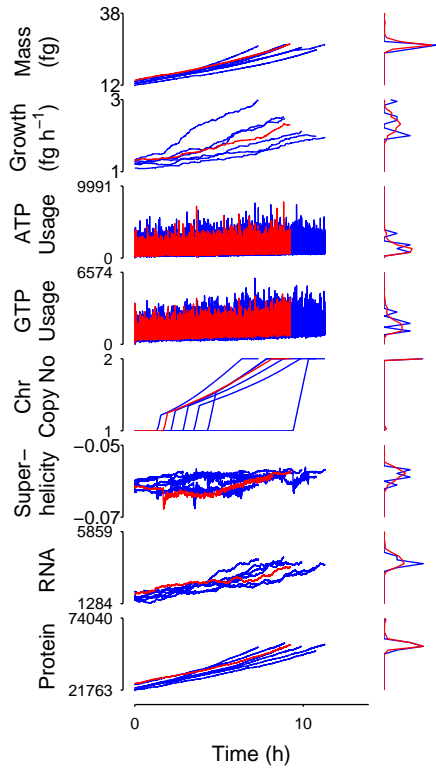 Mass
(fg)
38
12
Growth
(fg h⁻¹)
3
1
ATP
Usage
9991
0
GTP
Usage
6574
0
Chr
Copy No
2
1
Super−
helicity
−0.05
−0.07
RNA
5859
1284
Protein
74040
21763
0
10
Time (h)